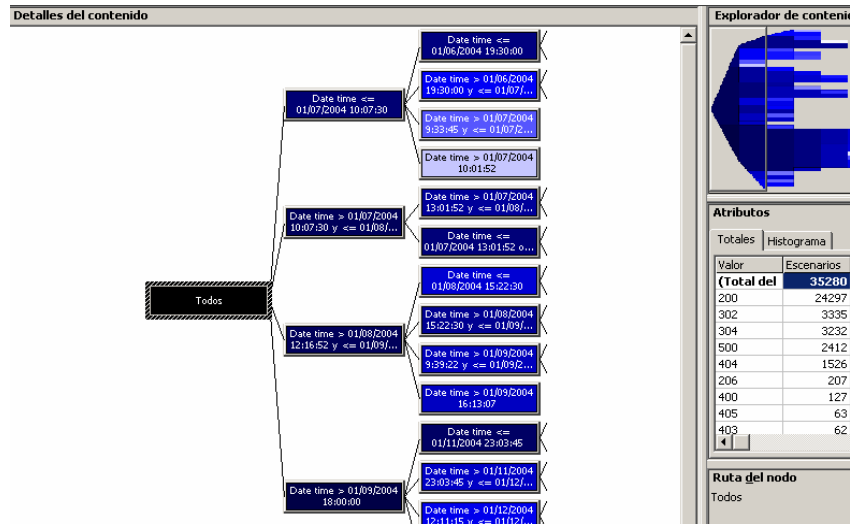 Detalles del contenido
Explorador de contenid
Todos
Date time <=
01/07/2004 10:07:30
Date time > 01/07/2004
10:07:30 y <= 01/08/...
Date time > 01/08/2004
12:16:52 y <= 01/09/...
Date time > 01/09/2004
18:00:00
Date time <=
01/06/2004 19:30:00
Date time > 01/06/2004
19:30:00 y <= 01/07/...
Date time > 01/07/2004
9:33:45 y <= 01/07/2...
Date time > 01/07/2004
10:01:52
Date time > 01/07/2004
13:01:52 y <= 01/08/...
Date time <=
01/07/2004 13:01:52 o...
Date time <=
01/08/2004 15:22:30
Date time > 01/08/2004
15:22:30 y <= 01/09/...
Date time > 01/08/2004
9:39:22 y <= 01/09/2...
Date time > 01/09/2004
16:13:07
Date time <=
01/11/2004 23:03:45
Date time > 01/11/2004
23:03:45 y <= 01/12/...
Date time > 01/12/2004
12:11:15 y <= 01/12/...
Atributos
Totales Histograma
Valor Escenarios
(Total del 35280
200 24297
302 3335
304 3232
500 2412
404 1526
206 207
400 127
405 63
403 62
Ruta del nodo
Todos